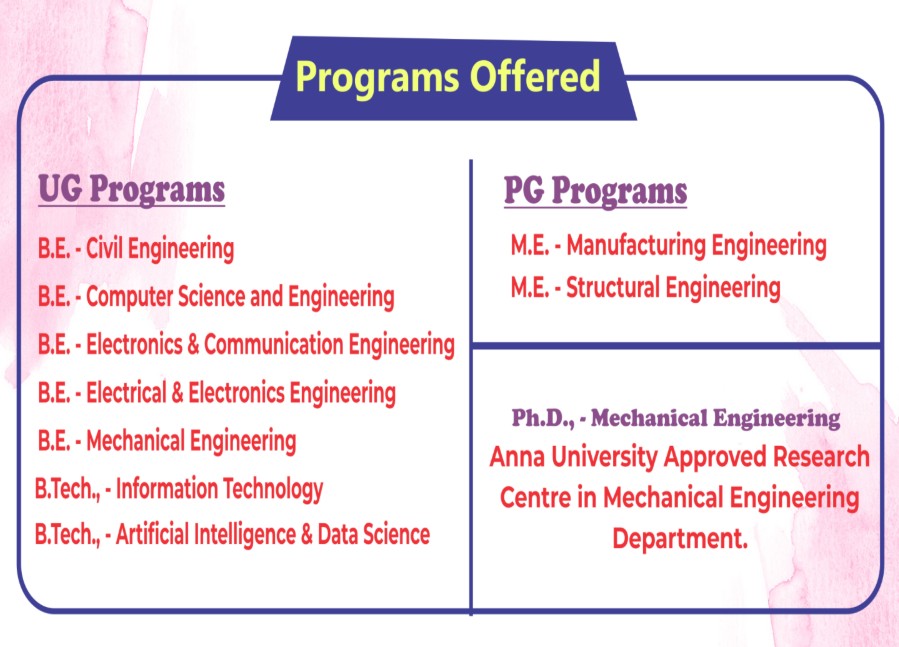 Programs Offered
UG Programs
B.E. - Civil Engineering
B.E. - Computer Science and Engineering
B.E. - Electronics & Communication Engineering
B.E. - Electrical & Electronics Engineering
B.E. - Mechanical Engineering
B.Tech., - Information Technology
B.Tech., - Artificial Intelligence & Data Science
PG Programs
M.E. - Manufacturing Engineering
M.E. - Structural Engineering
Ph.D., - Mechanical Engineering
Anna University Approved Research
Centre in Mechanical Engineering
Department.